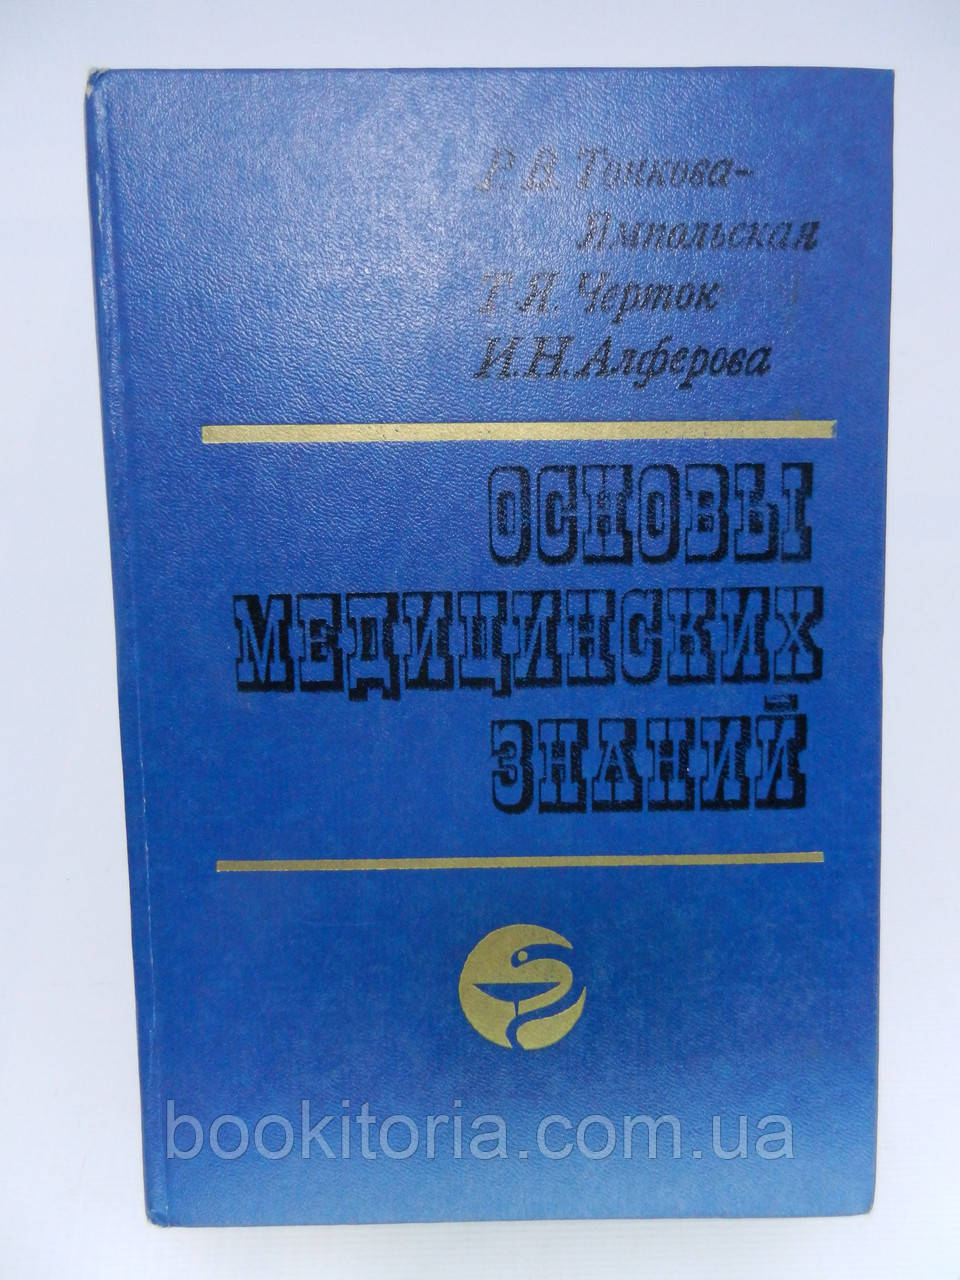 Р. В. Тонкова-
Ямпольская
Т. Я. Черток
И. Н. Алферова
ОСНОВЫ
МЕДИЦИНСКИХ
ЗНАНИЙ
bookitoria.com.ua